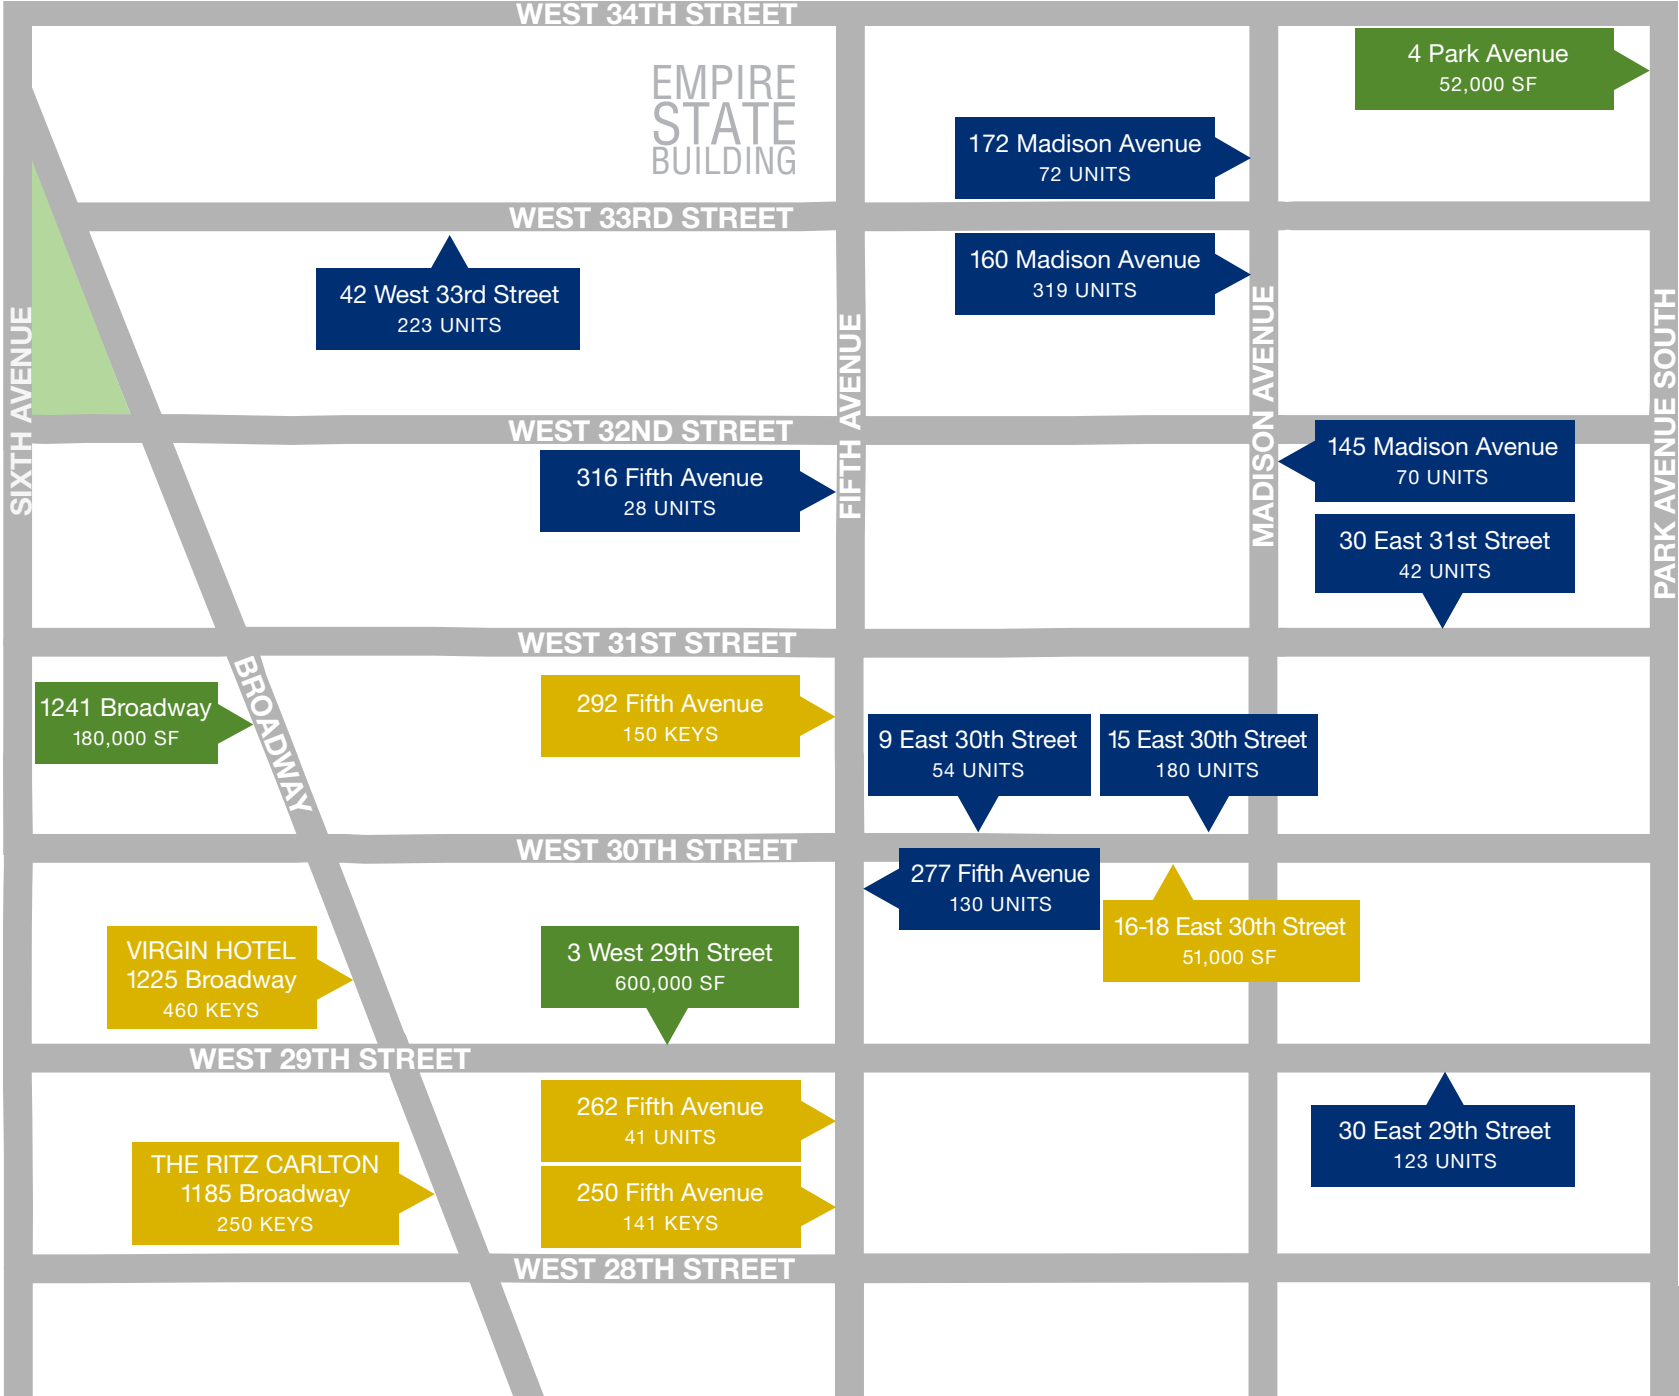 WEST 34TH STREET
4 Park Avenue
52,000 SF
EMPIRE
STATE
BUILDING
172 Madison Avenue
72 UNITS
WEST 33RD STREET
160 Madison Avenue
319 UNITS
42 West 33rd Street
223 UNITS
SIXTH AVENUE
FIFTH AVENUE
MADISON AVENUE
PARK AVENUE SOUTH
WEST 32ND STREET
145 Madison Avenue
70 UNITS
316 Fifth Avenue
28 UNITS
30 East 31st Street
42 UNITS
WEST 31ST STREET
BROADWAY
1241 Broadway
180,000 SF
292 Fifth Avenue
150 KEYS
9 East 30th Street
54 UNITS
15 East 30th Street
180 UNITS
WEST 30TH STREET
277 Fifth Avenue
130 UNITS
16-18 East 30th Street
51,000 SF
VIRGIN HOTEL
1225 Broadway
460 KEYS
3 West 29th Street
600,000 SF
WEST 29TH STREET
262 Fifth Avenue
41 UNITS
30 East 29th Street
123 UNITS
THE RITZ CARLTON
1185 Broadway
250 KEYS
250 Fifth Avenue
141 KEYS
WEST 28TH STREET